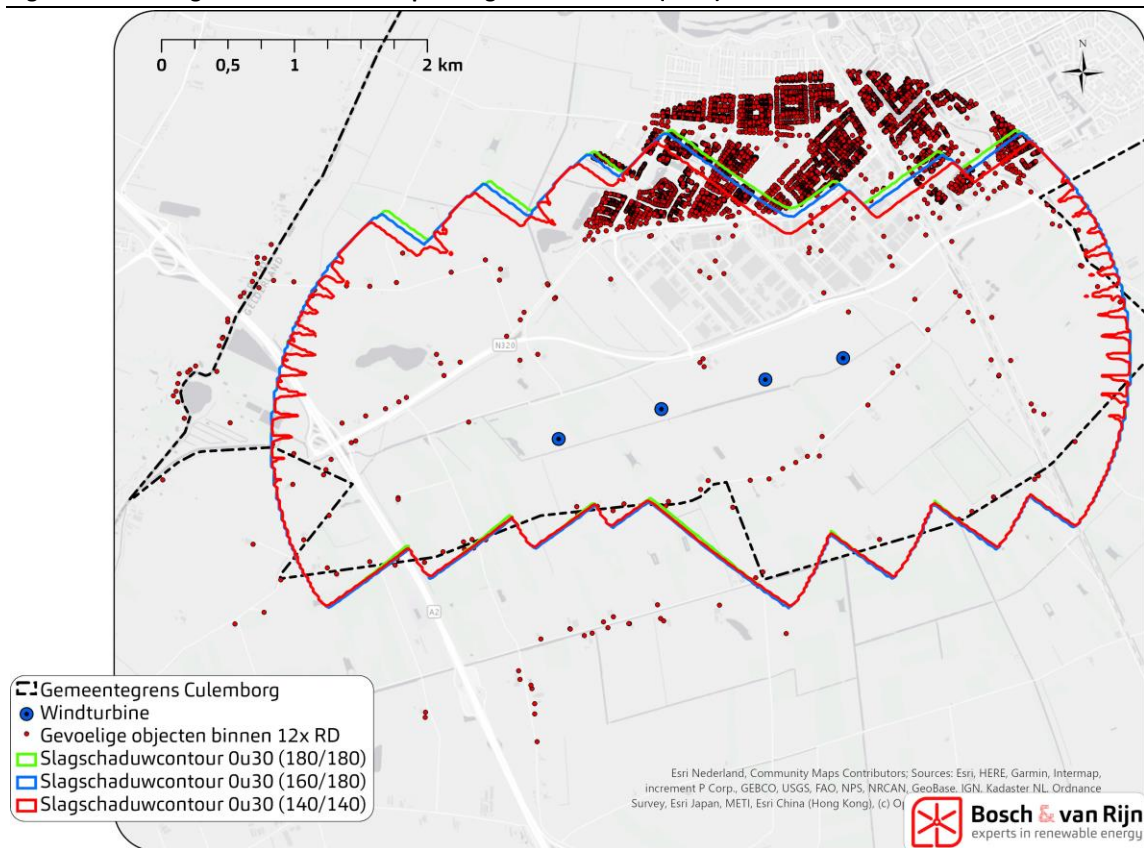 0 0,5 1 2 km
N
GELDERLAND
N320
A2
Gemeentegrens Culemborg
Windturbine
Gevoelige objecten binnen 12x RD
Slagschaduwcontour 0u30 (180/180)
Slagschaduwcontour 0u30 (160/180)
Slagschaduwcontour 0u30 (140/140)
Esri Nederland, Community Maps Contributors; Sources: Esri, HERE, Garmin, Intermap,
increment P Corp., GEBCO, USGS, FAO, NPS, NRCAN, GeoBase, IGN, Kadaster NL, Ordnance
Survey, Esri Japan, METI, Esri China (Hong Kong), (c)
Bosch & van Rijn
experts in renewable energy